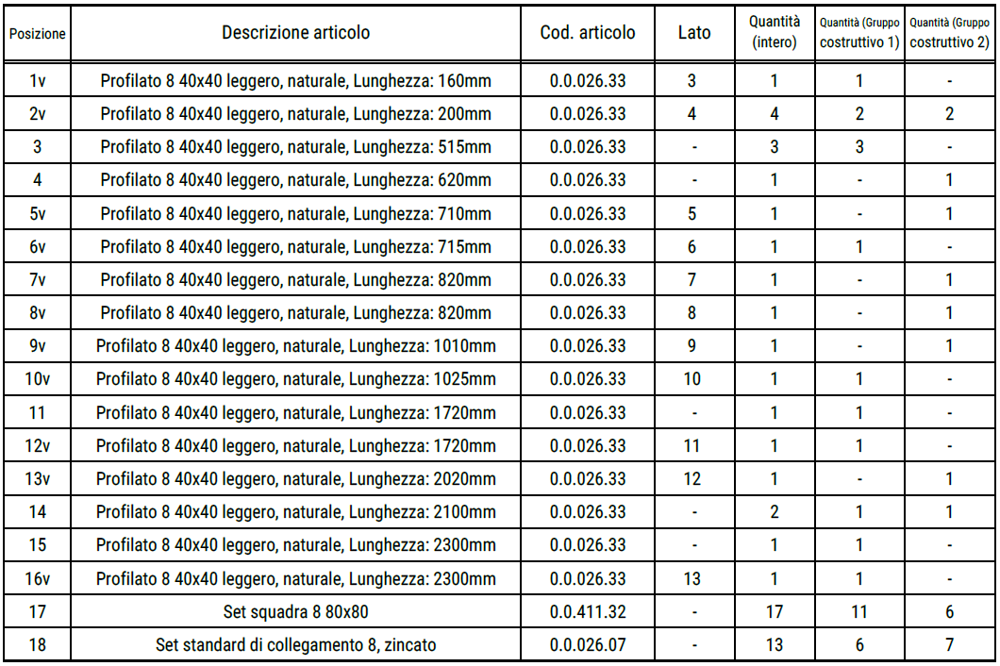 Posizione Descrizione articolo Cod. articolo Lato Quantità (intero) Quantità (Gruppo costruttivo 1) Quantità (Gruppo costruttivo 2)
1v Profilato 8 40x40 leggero, naturale, Lunghezza: 160mm 0.0.026.33 3 1 1 -
2v Profilato 8 40x40 leggero, naturale, Lunghezza: 200mm 0.0.026.33 4 4 2 2
3 Profilato 8 40x40 leggero, naturale, Lunghezza: 515mm 0.0.026.33 - 3 3 -
4 Profilato 8 40x40 leggero, naturale, Lunghezza: 620mm 0.0.026.33 - 1 - 1
5v Profilato 8 40x40 leggero, naturale, Lunghezza: 710mm 0.0.026.33 5 1 - 1
6v Profilato 8 40x40 leggero, naturale, Lunghezza: 715mm 0.0.026.33 6 1 1 -
7v Profilato 8 40x40 leggero, naturale, Lunghezza: 820mm 0.0.026.33 7 1 - 1
8v Profilato 8 40x40 leggero, naturale, Lunghezza: 820mm 0.0.026.33 8 1 - 1
9v Profilato 8 40x40 leggero, naturale, Lunghezza: 1010mm 0.0.026.33 9 1 - 1
10v Profilato 8 40x40 leggero, naturale, Lunghezza: 1025mm 0.0.026.33 10 1 1 -
11 Profilato 8 40x40 leggero, naturale, Lunghezza: 1720mm 0.0.026.33 - 1 1 -
12v Profilato 8 40x40 leggero, naturale, Lunghezza: 1720mm 0.0.026.33 11 1 1 -
13v Profilato 8 40x40 leggero, naturale, Lunghezza: 2020mm 0.0.026.33 12 1 - 1
14 Profilato 8 40x40 leggero, naturale, Lunghezza: 2100mm 0.0.026.33 - 2 1 1
15 Profilato 8 40x40 leggero, naturale, Lunghezza: 2300mm 0.0.026.33 - 1 1 -
16v Profilato 8 40x40 leggero, naturale, Lunghezza: 2300mm 0.0.026.33 13 1 1 -
17 Set squadra 8 80x80 0.0.411.32 - 17 11 6
18 Set standard di collegamento 8, zincato 0.0.026.07 - 13 6 7